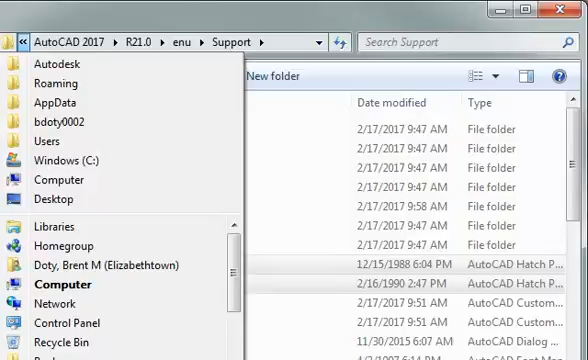 AutoCAD 2017 R21.0 enu Support Search Support
New folder
Date modified Type
Autodesk
Roaming
AppData
bdoty0002
Users
Windows (C:)
Computer
Desktop
Libraries
Homegroup
Doty, Brent M (Elizabethtown)
Computer
Network
Control Panel
Recycle Bin
2/17/2017 9:47 AM File folder
2/17/2017 9:47 AM File folder
2/17/2017 9:47 AM File folder
2/17/2017 9:47 AM File folder
2/17/2017 9:58 AM File folder
2/17/2017 9:47 AM File folder
2/17/2017 9:47 AM File folder
12/15/1988 6:04 PM AutoCAD Hatch P...
2/16/1990 2:47 PM AutoCAD Hatch P...
2/17/2017 9:51 AM AutoCAD Custom...
2/17/2017 9:51 AM AutoCAD Custom...
11/30/2015 6:07 AM AutoCAD Dialog ...